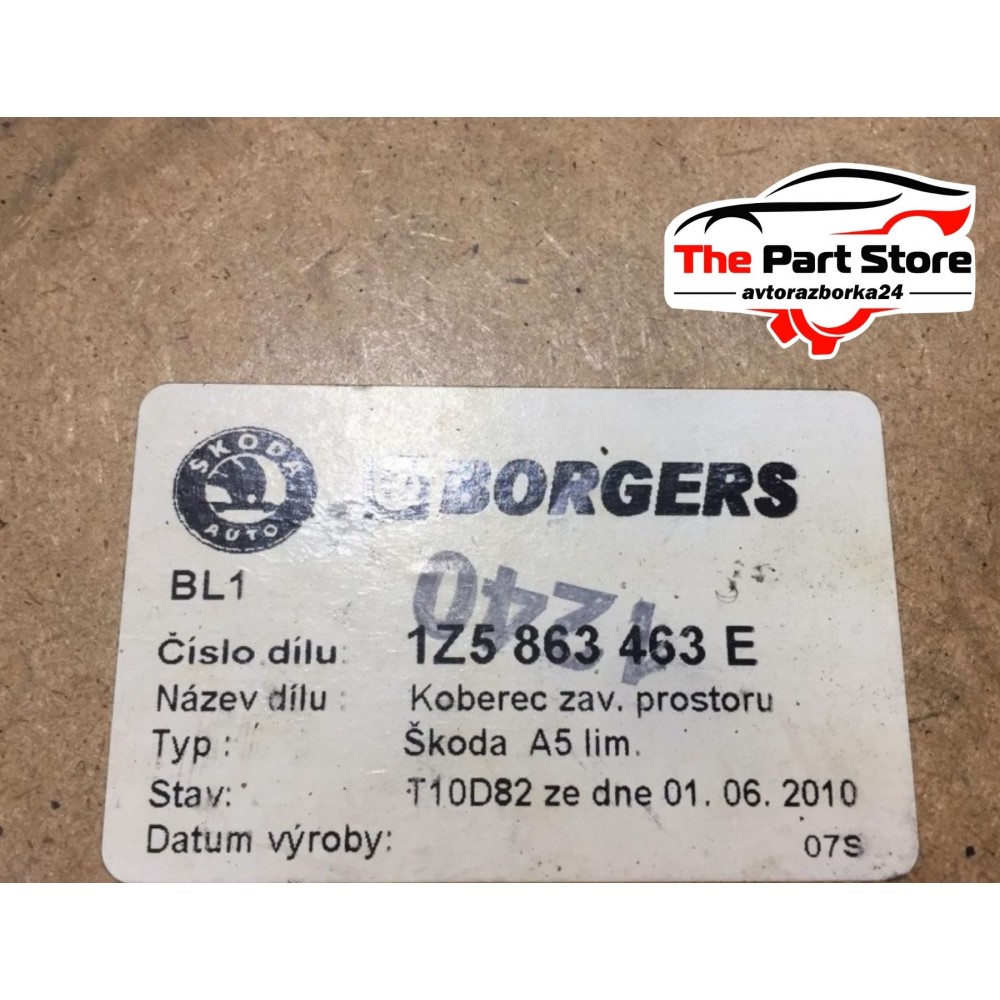 The Part Store
avtorazborka24
ŠKODA
AUTO
BORGERS
BL1
1240
Číslo dílu: 1Z5 863 463 E
Název dílu : Koberec zav. prostoru
Typ : Škoda A5 lim.
Stav: T10D82 ze dne 01. 06. 2010
Datum výroby: 07S